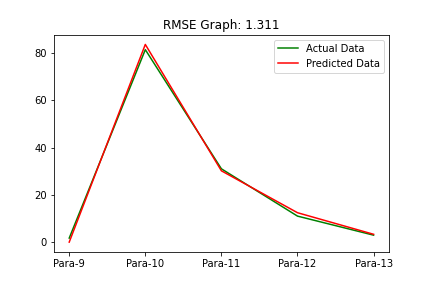 RMSE Graph: 1.311
Actual Data
Predicted Data
80
60
40
20
0
Para-9 Para-10 Para-11 Para-12 Para-13